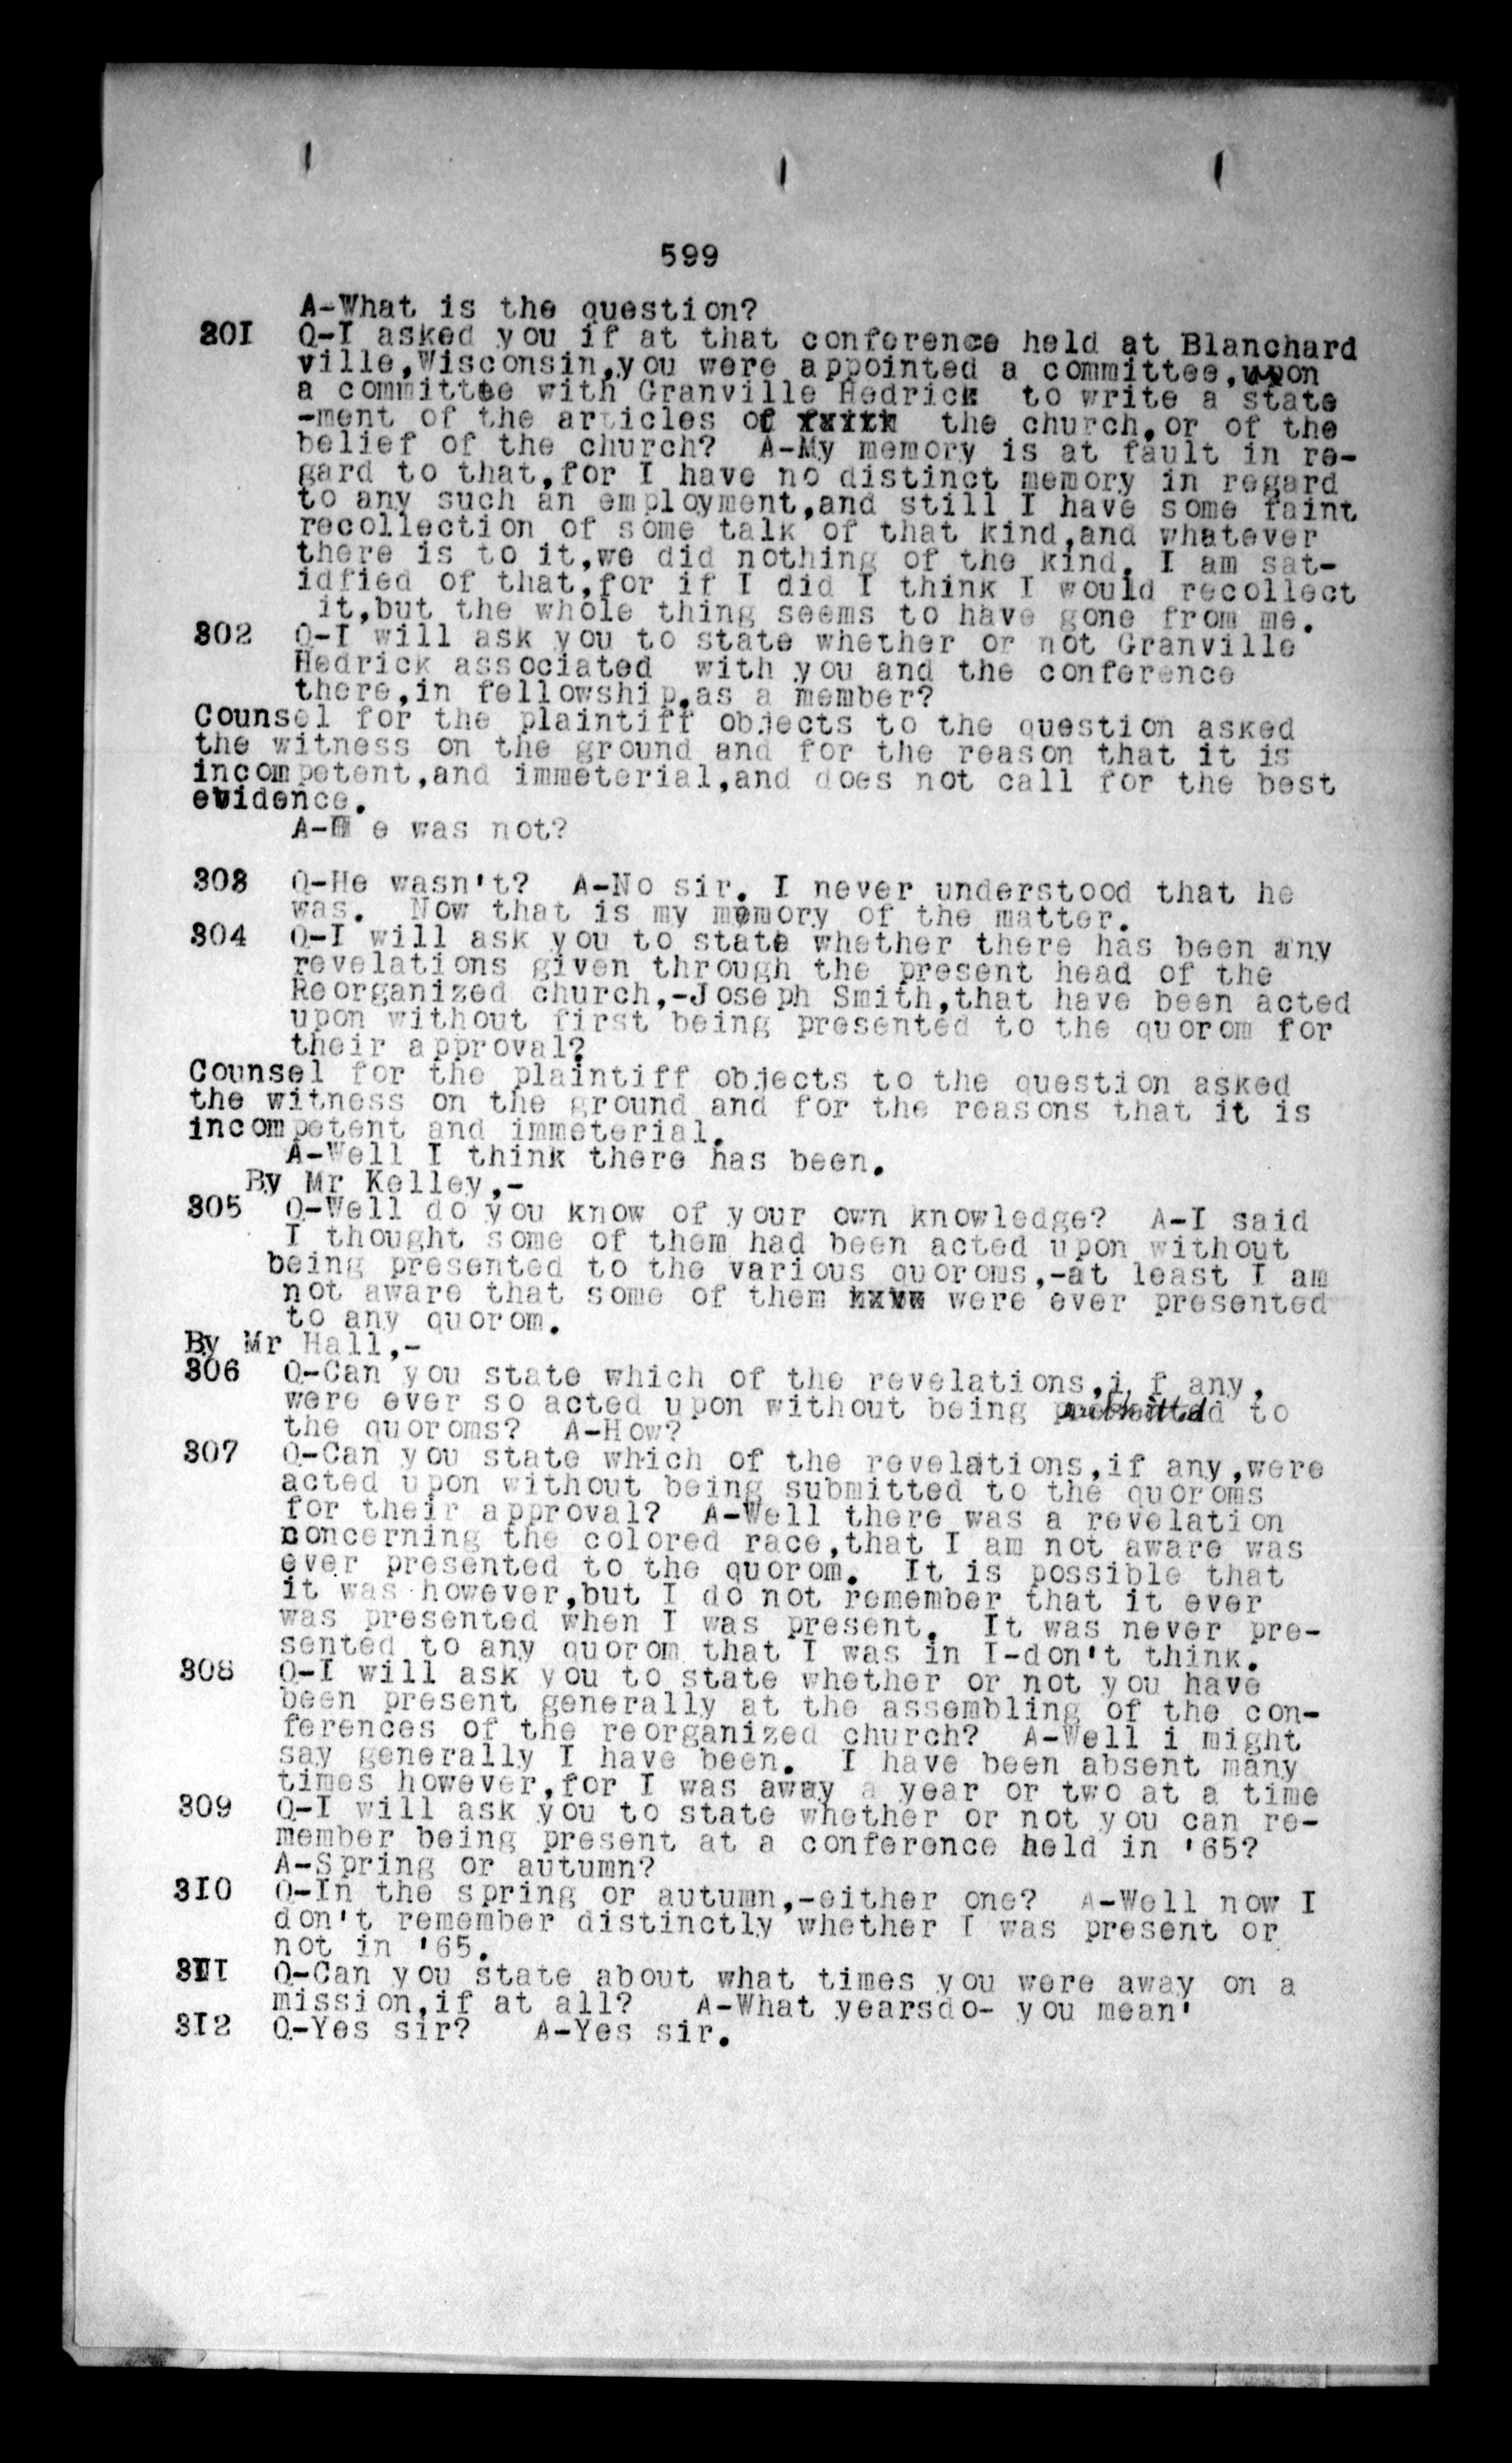 599
A-What is the question?
301 Q-I asked you if at that conference held at Blanchard
ville,Wisconsin,you were appointed a committee,upon
a committee with Granville Hedrick to write a state
-ment of the articles of the church,or of the
belief of the church? A-My memory is at fault in re-
gard to that,for I have no distinct memory in regard
to any such an employment,and still I have some faint
recollection of some talk of that kind,and whatever
there is to it,we did nothing of the kind. I am sat-
idfied of that,for if I did I think I would recollect
it,but the whole thing seems to have gone from me.
302 Q-I will ask you to state whether or not Granville
Hedrick associated with you and the conference
there,in fellowship,as a member?
Counsel for the plaintiff objects to the question asked
the witness on the ground and for the reason that it is
incompetent,and immeterial,and does not call for the best
evidence.
A-H e was not?
303 Q-He wasn't? A-No sir. I never understood that he
was. Now that is my memory of the matter.
304 Q-I will ask you to state whether there has been any
revelations given through the present head of the
Reorganized church,-Joseph Smith,that have been acted
upon without first being presented to the quorom for
their approval?
Counsel for the plaintiff objects to the question asked
the witness on the ground and for the reasons that it is
incompetent and immeterial.
A-Well I think there has been.
By Mr Kelley,-
305 Q-Well do you know of your own knowledge? A-I said
I thought some of them had been acted upon without
being presented to the various quoroms,-at least I am
not aware that some of them were ever presented
to any quorom.
By Mr Hall,-
306 Q-Can you state which of the revelations,i f any,
were ever so acted upon without being submitted to
the quoroms? A-How?
307 Q-Can you state which of the revelations,if any,were
acted upon without being submitted to the quoroms
for their approval? A-Well there was a revelation
concerning the colored race,that I am not aware was
ever presented to the quorom. It is possible that
it was however,but I do not remember that it ever
was presented when I was present. It was never pre-
sented to any quorom that I was in I-don't think.
308 Q-I will ask you to state whether or not you have
been present generally at the assembling of the con-
ferences of the reorganized church? A-Well i might
say generally I have been. I have been absent many
times however,for I was away a year or two at a time
309 Q-I will ask you to state whether or not you can re-
member being present at a conference held in '65?
A-Spring or autumn?
310 Q-In the spring or autumn,-either one? A-Well now I
don't remember distinctly whether I was present or
not in '65.
311 Q-Can you state about what times you were away on a
mission,if at all? A-What yearsdo- you mean'
312 Q-Yes sir? A-Yes sir.